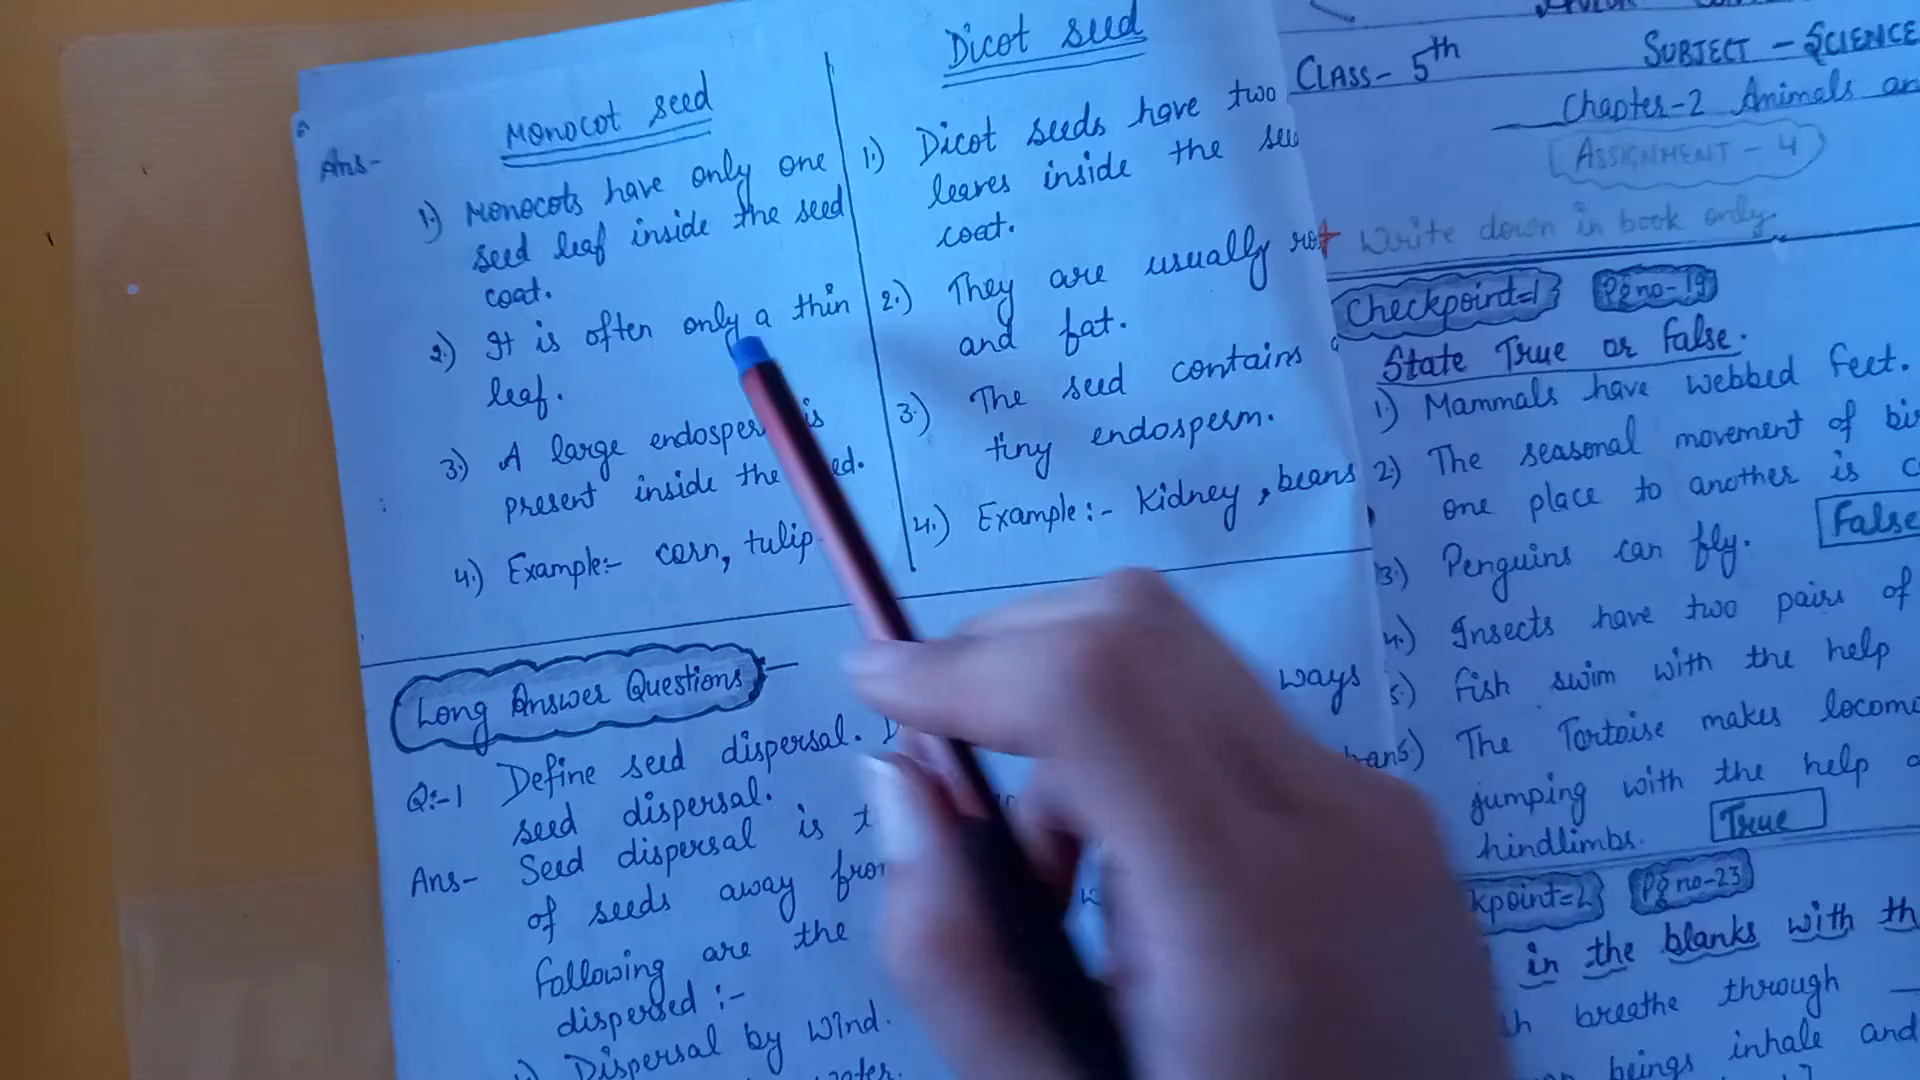 Monocot seed
Ans-
1.) Monocots have only one
seed leaf inside the seed
coat.
2.) It is often only a thin
leaf.
3.) A large is
present inside the
4.) Example:- corn, tulip
Dicot seed
1.) Dicot seeds have two
leaves inside the
coat.
2.) They are usually
and fat.
3.) The seed contains
tiny endosperm.
4.) Example:- Kidney, beans
Long Answer Questions
Q:-1 Define seed dispersal. ways
seed dispersal.
Ans- Seed dispersal is
of seeds away
following are the
dispersed :-
Dispersal by wind.
CLASS- 5th SUBJECT - SCIENCE
Chapter-2 Animals
ASSIGNMENT - 4
Write down in book only.
Checkpoint=1 Pg no-19
State True or False.
1.) Mammals have webbed feet.
2.) The seasonal movement of
one place to another is
False
3.) Penguins can fly.
4.) Insects have two pairs of
5.) Fish swim with the help
5) The Tortoise makes
jumping with the help
hindlimbs. True
Pg no-23
in the blanks with
breathe through
beings inhale and